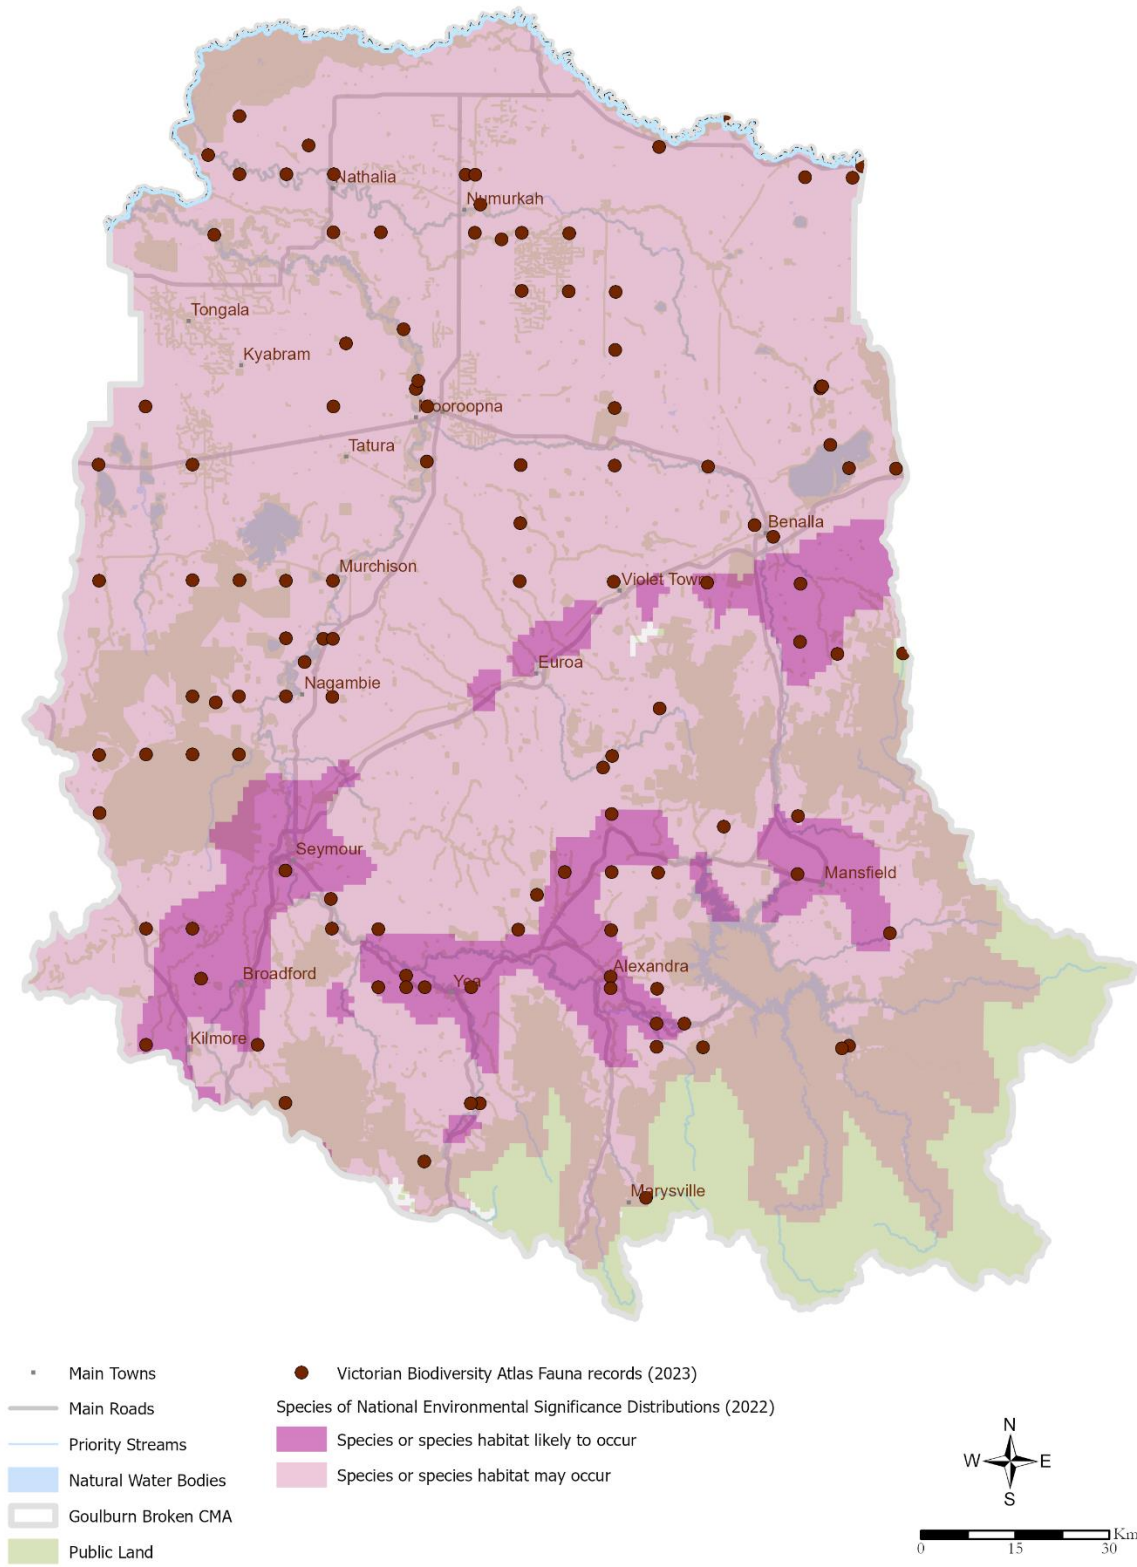 Nathalia
Numurkah
Tongala
Kyabram
Mooroopna
Tatura
Benalla
Murchison
Violet Town
Euroa
Nagambie
Seymour
Mansfield
Broadford
Yea
Alexandra
Kilmore
Marysville
Main Towns
Main Roads
Priority Streams
Natural Water Bodies
Goulburn Broken CMA
Public Land
Victorian Biodiversity Atlas Fauna records (2023)
Species of National Environmental Significance Distributions (2022)
Species or species habitat likely to occur
Species or species habitat may occur
N
W E
S
Km
0 15 30